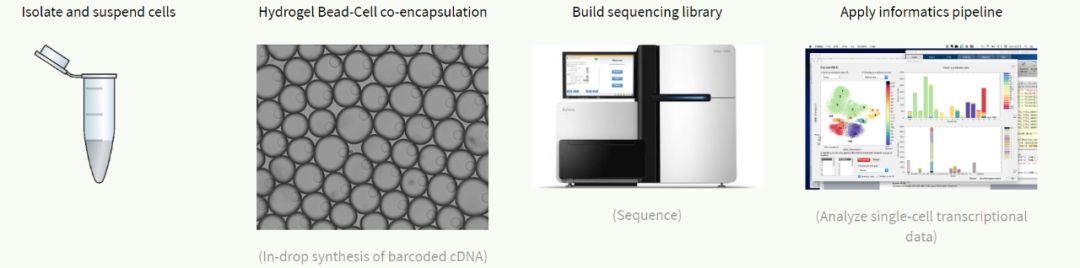 Isolate and suspend cells
Hydrogel Bead-Cell co-encapsulation
Build sequencing library
Apply informatics pipeline
(In-drop synthesis of barcoded cDNA)
(Sequence)
(Analyze single-cell transcriptional
data)